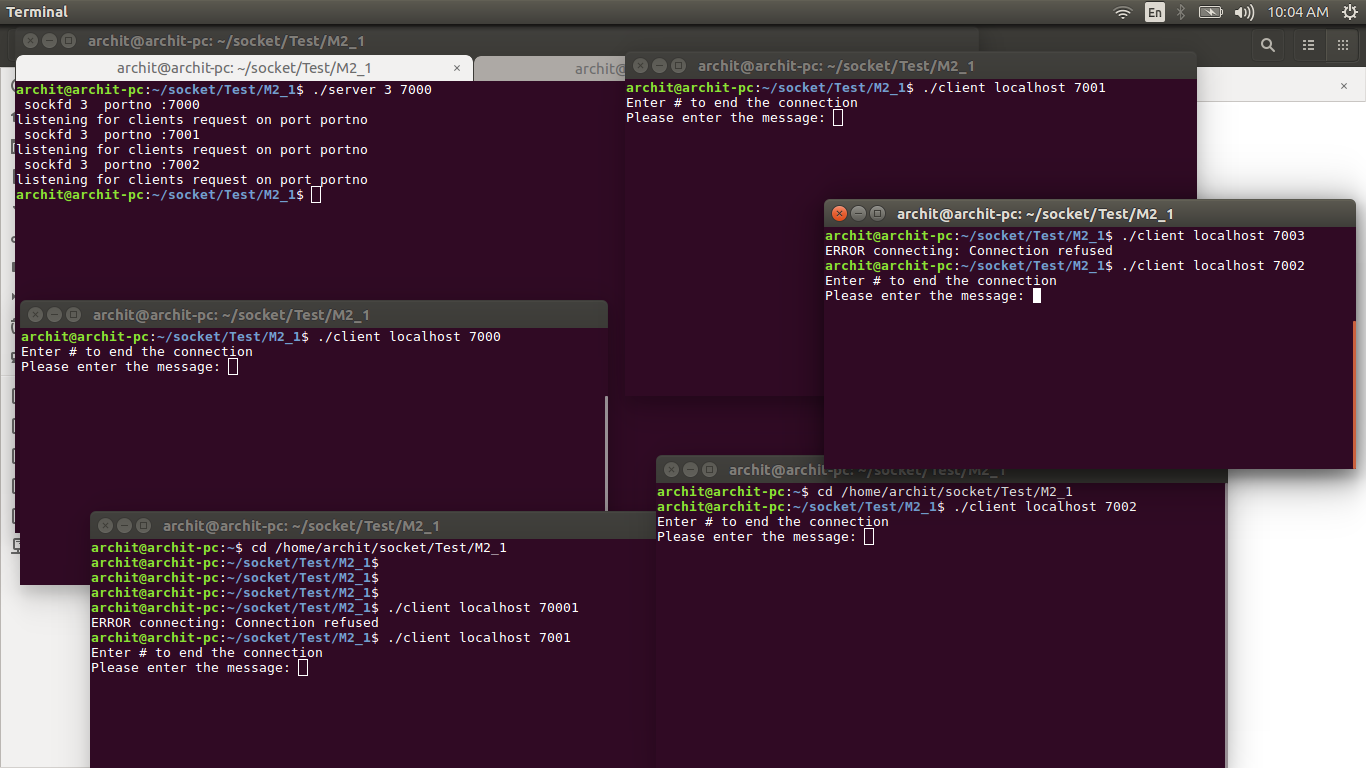 Terminal
En
10:04 AM
archit@archit-pc: ~/socket/Test/M2_1
archit@archit-pc: ~/socket/Test/M2_1 ×
archit@
×
archit@archit-pc:~/socket/Test/M2_1$ ./server 3 7000
sockfd 3 portno :7000
listening for clients request on port portno
sockfd 3 portno :7001
listening for clients request on port portno
sockfd 3 portno :7002
listening for clients request on port portno
archit@archit-pc:~/socket/Test/M2_1$
archit@archit-pc: ~/socket/Test/M2_1
archit@archit-pc:~/socket/Test/M2_1$ ./client localhost 7001
Enter # to end the connection
Please enter the message:
archit@archit-pc: ~/socket/Test/M2_1
archit@archit-pc:~/socket/Test/M2_1$ ./client localhost 7003
ERROR connecting: Connection refused
archit@archit-pc:~/socket/Test/M2_1$ ./client localhost 7002
Enter # to end the connection
Please enter the message:
archit@archit-pc: ~/socket/Test/M2_1
archit@archit-pc:~/socket/Test/M2_1$ ./client localhost 7000
Enter # to end the connection
Please enter the message:
archit@archit-pc: ~/socket/Test/M2_1
archit@archit-pc:~$ cd /home/archit/socket/Test/M2_1
archit@archit-pc:~/socket/Test/M2_1$ ./client localhost 7002
Enter # to end the connection
Please enter the message:
archit@archit-pc: ~/socket/Test/M2_1
archit@archit-pc:~$ cd /home/archit/socket/Test/M2_1
archit@archit-pc:~/socket/Test/M2_1$
archit@archit-pc:~/socket/Test/M2_1$
archit@archit-pc:~/socket/Test/M2_1$
archit@archit-pc:~/socket/Test/M2_1$ ./client localhost 70001
ERROR connecting: Connection refused
archit@archit-pc:~/socket/Test/M2_1$ ./client localhost 7001
Enter # to end the connection
Please enter the message: